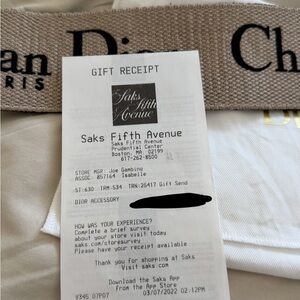 an Dior Ch
RIS
GIFT RECEIPT
Saks
Fifth
Avenue
Saks Fifth Avenue
Saks Fifth Avenue
Prudential Center
Boston, MA 02199
617-262-8500
STORE MGR Joe Gambino
ASSOC 857164 Isabelle
ST:630 TRM:534 TRN:25417 Gift Send
DIOR ACCESSORY
HOW WAS YOUR EXPERIENCE?
Complete a brief survey
about your store visit today
saks.com/storesurvey
Please have your receipt available
Thank you for shopping at Saks
Visit saks.com
Download the Saks App
from the App Store
03/07/2022 02:12PM